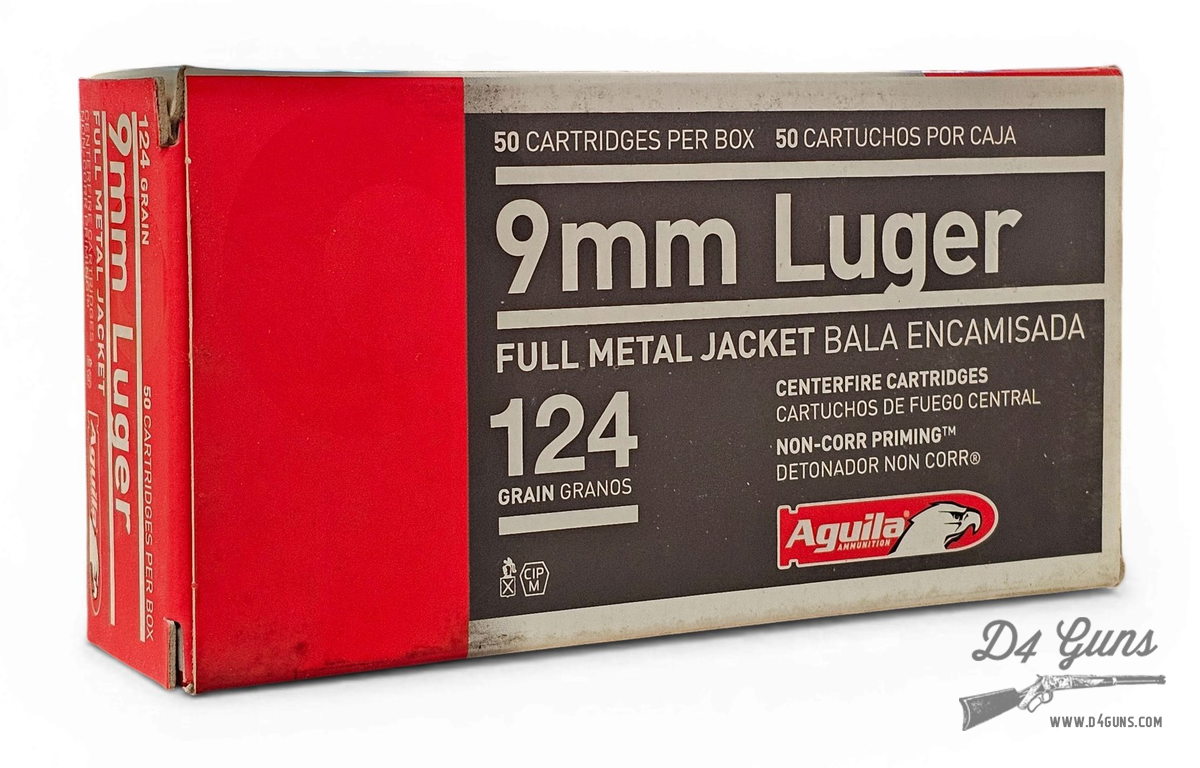 124 GRAIN
50 CARTRIDGES PER BOX
9mm Luger
FULL METAL JACKET
CENTERFIRE CARTRIDGES
Aguila
50 CARTRIDGES PER BOX 50 CARTUCHOS POR CAJA
9mm Luger
FULL METAL JACKET BALA ENCAMISADA
124
GRAIN GRANOS
CENTERFIRE CARTRIDGES
CARTUCHOS DE FUEGO CENTRAL
NON-CORR PRIMING™
DETONADOR NON CORR®
Aguila®
AMMUNITION
X
CIP
M
D4 Guns
WWW.D4GUNS.COM